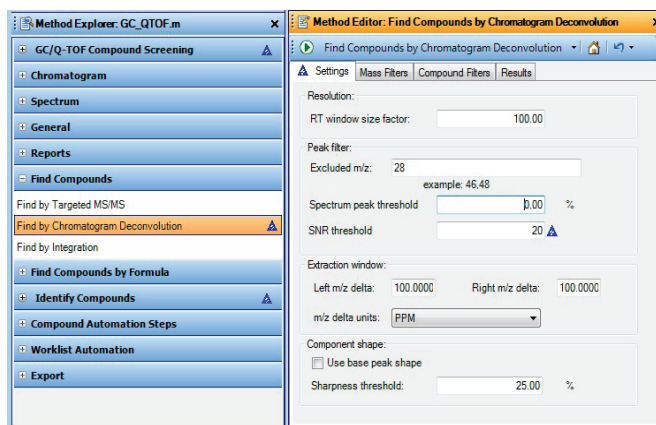 Method Explorer: GC_QTOF.m
GC/Q-TOF Compound Screening
Chromatogram
Spectrum
General
Reports
Find Compounds
Find by Targeted MS/MS
Find by Chromatogram Deconvolution
Find by Integration
Find Compounds by Formula
Identify Compounds
Compound Automation Steps
Worklist Automation
Export
Method Editor: Find Compounds by Chromatogram Deconvolution
Find Compounds by Chromatogram Deconvolution
Settings Mass Filters Compound Filters Results
Resolution:
RT window size factor: 100.00
Peak filter:
Excluded m/z: 28
example: 46,48
Spectrum peak threshold 0.00 %
SNR threshold 20
Extraction window:
Left m/z delta: 100.0000 Right m/z delta: 100.0000
m/z delta units: PPM
Component shape:
Use base peak shape
Sharpness threshold: 25.00 %